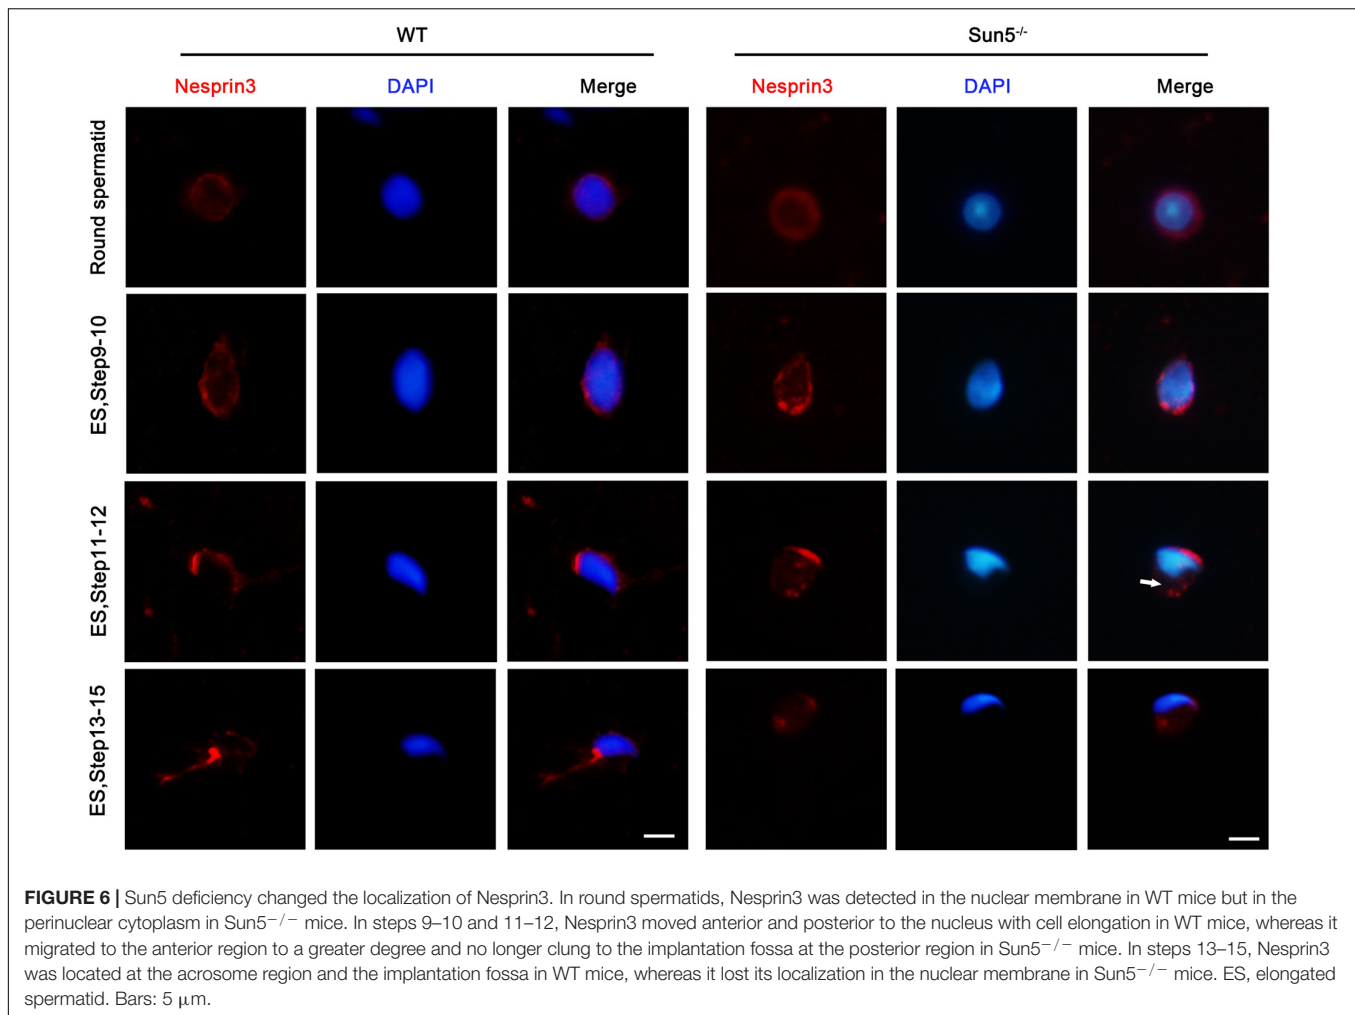 WT Sun5-/-
Nesprin3 DAPI Merge Nesprin3 DAPI Merge
Round spermatid
ES,Step9-10
ES,Step11-12
ES,Step13-15
FIGURE 6 | Sun5 deficiency changed the localization of Nesprin3. In round spermatids, Nesprin3 was detected in the nuclear membrane in WT mice but in the
perinuclear cytoplasm in Sun5−/− mice. In steps 9–10 and 11–12, Nesprin3 moved anterior and posterior to the nucleus with cell elongation in WT mice, whereas it
migrated to the anterior region to a greater degree and no longer clung to the implantation fossa at the posterior region in Sun5−/− mice. In steps 13–15, Nesprin3
was located at the acrosome region and the implantation fossa in WT mice, whereas it lost its localization in the nuclear membrane in Sun5−/− mice. ES, elongated
spermatid. Bars: 5 μm.